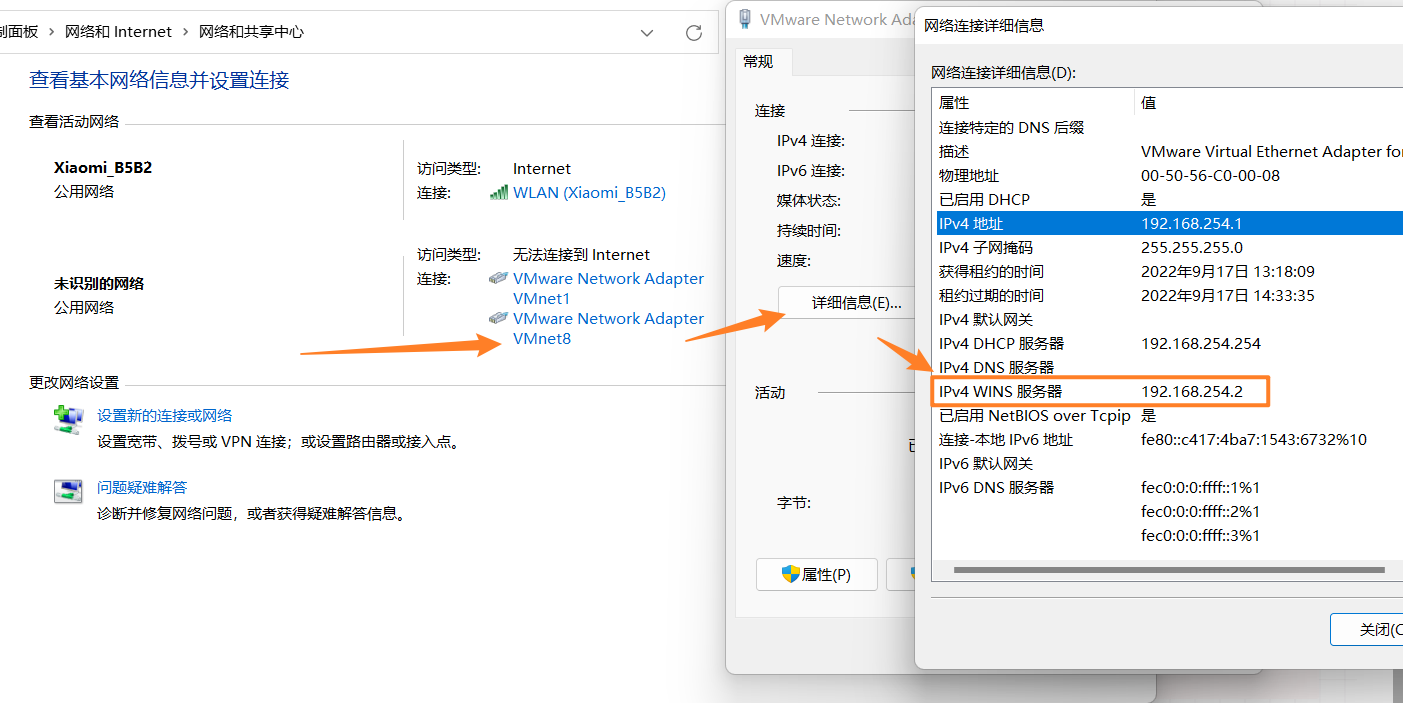 制面板 › 网络和 Internet › 网络和共享中心
查看基本网络信息并设置连接
查看活动网络
Xiaomi_B5B2
公用网络
访问类型: Internet
连接: WLAN (Xiaomi_B5B2)
未识别的网络
公用网络
访问类型: 无法连接到 Internet
连接: VMware Network Adapter
VMnet1
VMware Network Adapter
VMnet8
更改网络设置
设置新的连接或网络
设置宽带、拨号或 VPN 连接；或设置路由器或接入点。
问题疑难解答
诊断并修复网络问题，或者获得疑难解答信息。
VMware Network Ada
常规
连接
IPv4 连接:
IPv6 连接:
媒体状态:
持续时间:
速度:
详细信息(E)...
活动
字节:
属性(P)
网络连接详细信息
网络连接详细信息(D):
属性 值
连接特定的 DNS 后缀
描述 VMware Virtual Ethernet Adapter for
物理地址 00-50-56-C0-00-08
已启用 DHCP 是
IPv4 地址 192.168.254.1
IPv4 子网掩码 255.255.255.0
获得租约的时间 2022年9月17日 13:18:09
租约过期的时间 2022年9月17日 14:33:35
IPv4 默认网关
IPv4 DHCP 服务器 192.168.254.254
IPv4 DNS 服务器
IPv4 WINS 服务器 192.168.254.2
已启用 NetBIOS over Tcpip 是
连接-本地 IPv6 地址 fe80::c417:4ba7:1543:6732%10
IPv6 默认网关
IPv6 DNS 服务器 fec0:0:0:ffff::1%1
fec0:0:0:ffff::2%1
fec0:0:0:ffff::3%1
关闭(C